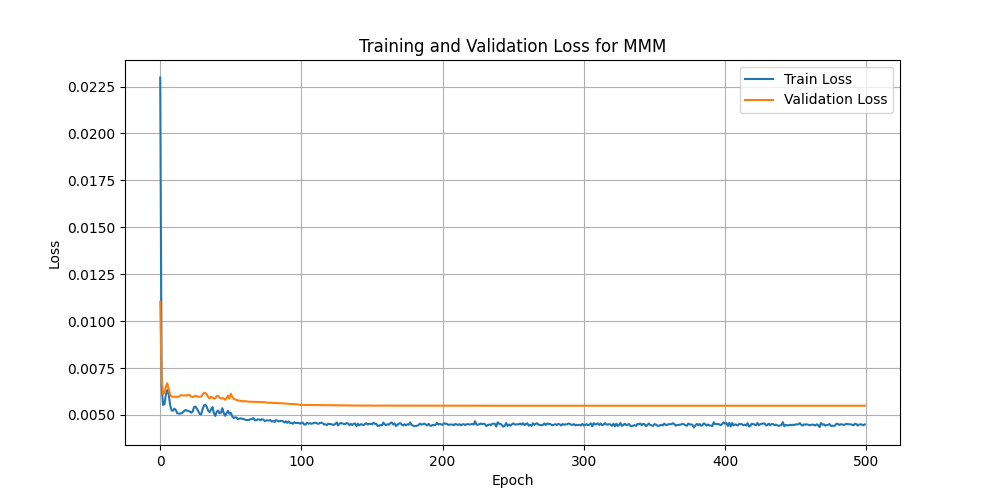 Training and Validation Loss for MMM
Train Loss
Validation Loss
0.0225
0.0200
0.0175
0.0150
0.0125
0.0100
0.0075
0.0050
Loss
0 100 200 300 400 500
Epoch